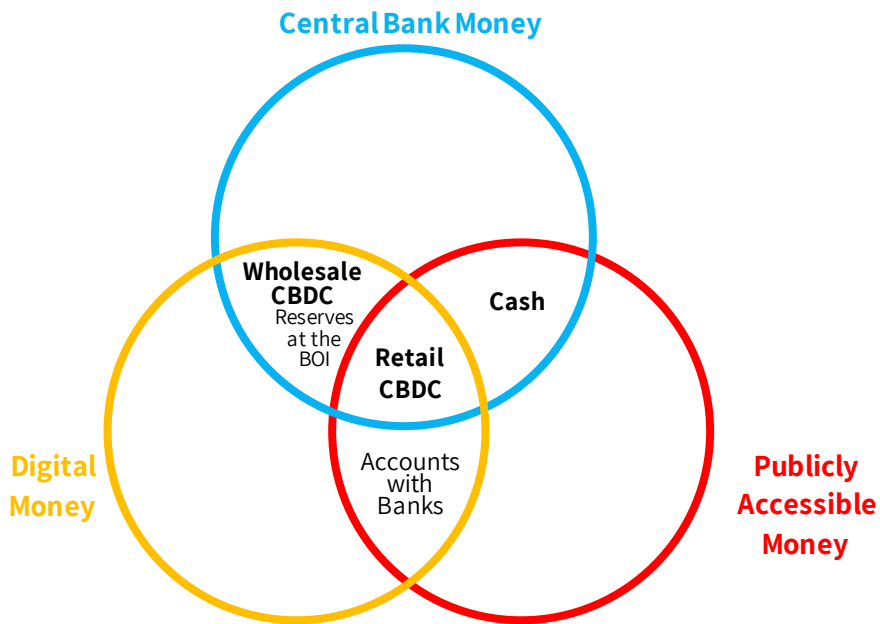 Central Bank Money
Wholesale
CBDC
Reserves
at the
BOI
Cash
Retail
CBDC
Accounts
with
Banks
Digital
Money
Publicly
Accessible
Money